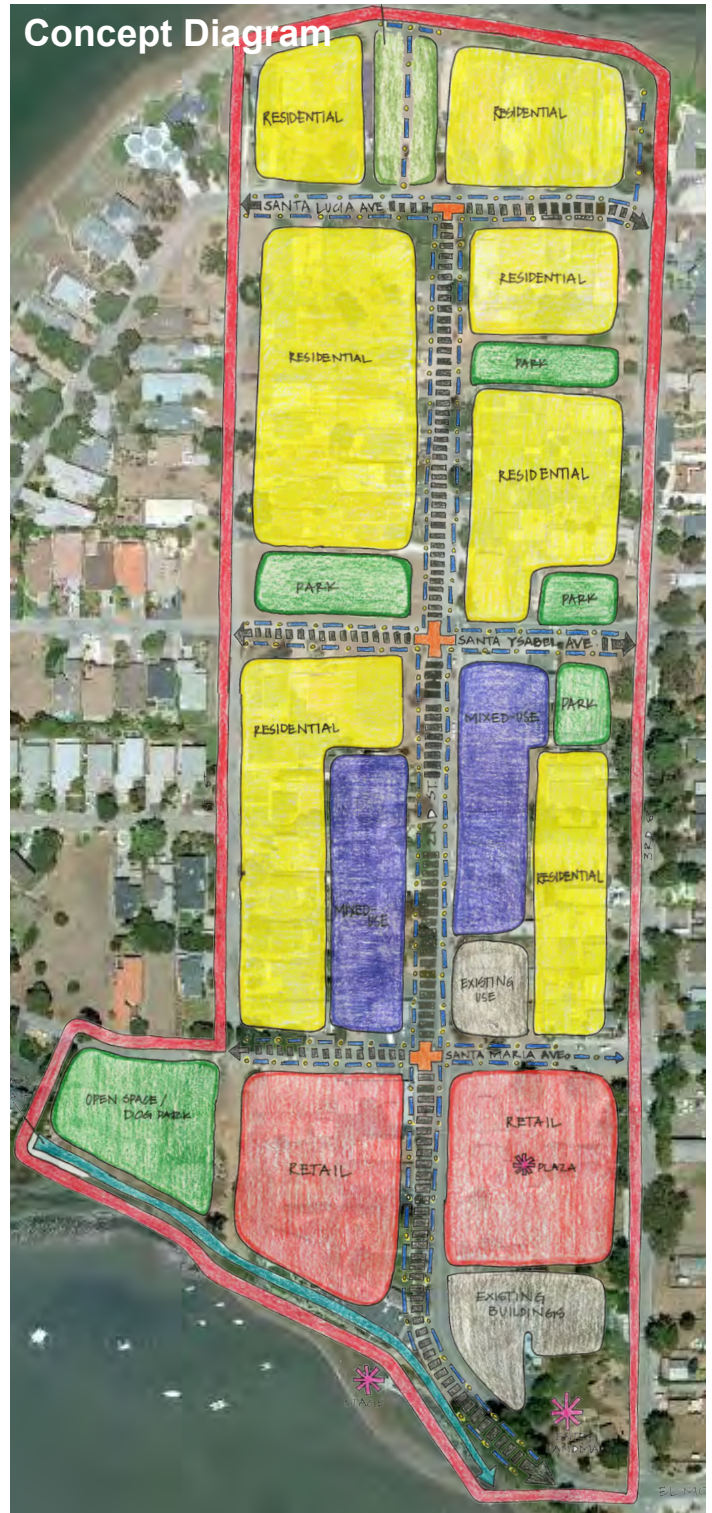 Concept Diagram
RESIDENTIAL
RESIDENTIAL
SANTA LUCIA AVE
RESIDENTIAL
RESIDENTIAL
PARK
RESIDENTIAL
PARK
PARK
SANTA YSABEL AVE
RESIDENTIAL
MIXED-USE
PARK
2ND ST
MIXED-
USE
RESIDENTIAL
EXISTING
USE
SANTA MARIA AVE
OPEN SPACE/
DOG PARK
RETAIL
PLAZA
RETAIL
EXISTING
BUILDINGS
STAGE